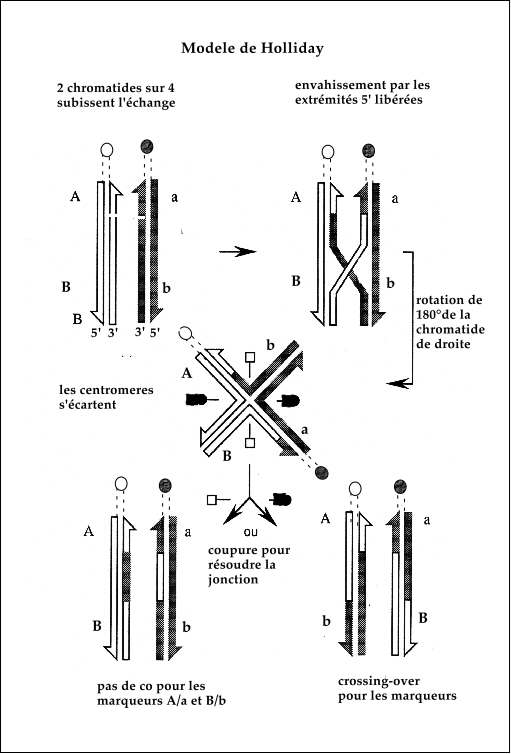 Modele de Holliday
2 chromatides sur 4
subissent l'échange
envahissement par les
extrémités 5' libérées
A
a
A
a
B
b
B
b
B
5' 3' 3' 5'
rotation de
180°de la
chromatide
de droite
b
A
les centromeres
s'écartent
a
B
ou
coupure pour
résoudre la
jonction
A
a
B
b
A
a
b
B
pas de co pour les
marqueurs A/a et B/b
crossing-over
pour les marqueurs